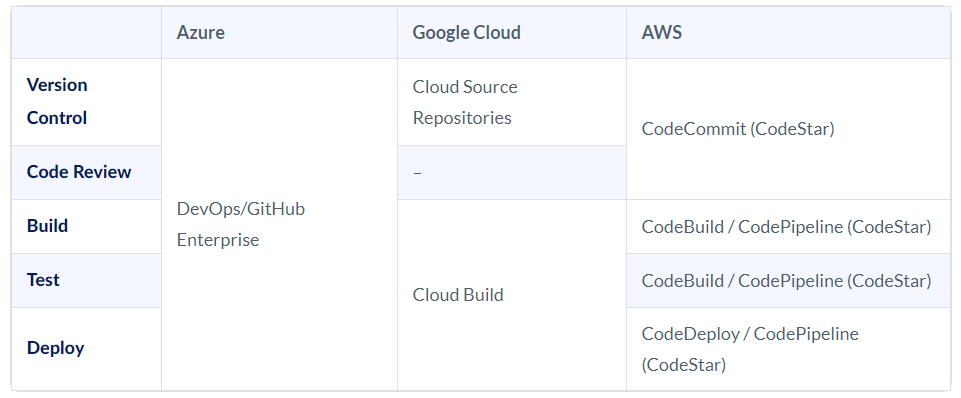 Azure
Google Cloud
AWS
Version
Control
Cloud Source
Repositories
CodeCommit (CodeStar)
Code Review
–
DevOps/GitHub
Enterprise
Build
CodeBuild / CodePipeline (CodeStar)
Test
Cloud Build
CodeBuild / CodePipeline (CodeStar)
Deploy
CodeDeploy / CodePipeline
(CodeStar)